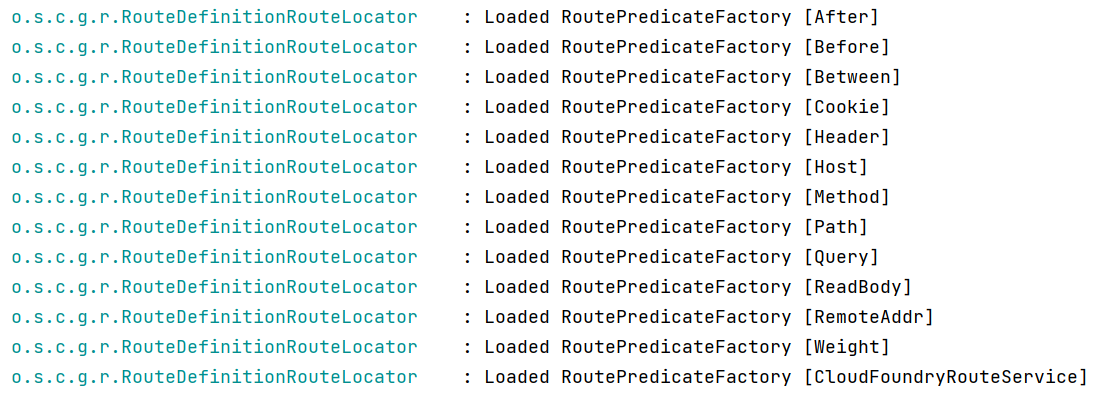 o.s.c.g.r.RouteDefinitionRouteLocator : Loaded RoutePredicateFactory [After]
o.s.c.g.r.RouteDefinitionRouteLocator : Loaded RoutePredicateFactory [Before]
o.s.c.g.r.RouteDefinitionRouteLocator : Loaded RoutePredicateFactory [Between]
o.s.c.g.r.RouteDefinitionRouteLocator : Loaded RoutePredicateFactory [Cookie]
o.s.c.g.r.RouteDefinitionRouteLocator : Loaded RoutePredicateFactory [Header]
o.s.c.g.r.RouteDefinitionRouteLocator : Loaded RoutePredicateFactory [Host]
o.s.c.g.r.RouteDefinitionRouteLocator : Loaded RoutePredicateFactory [Method]
o.s.c.g.r.RouteDefinitionRouteLocator : Loaded RoutePredicateFactory [Path]
o.s.c.g.r.RouteDefinitionRouteLocator : Loaded RoutePredicateFactory [Query]
o.s.c.g.r.RouteDefinitionRouteLocator : Loaded RoutePredicateFactory [ReadBody]
o.s.c.g.r.RouteDefinitionRouteLocator : Loaded RoutePredicateFactory [RemoteAddr]
o.s.c.g.r.RouteDefinitionRouteLocator : Loaded RoutePredicateFactory [Weight]
o.s.c.g.r.RouteDefinitionRouteLocator : Loaded RoutePredicateFactory [CloudFoundryRouteService]